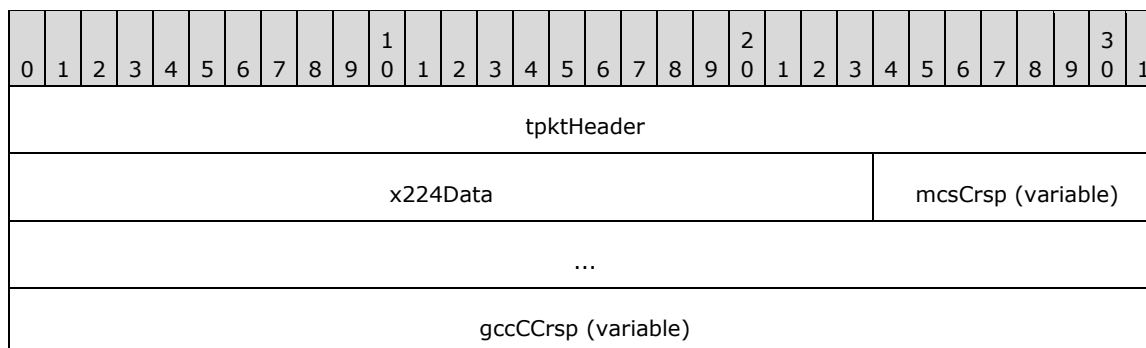 1 2 3
0 1 2 3 4 5 6 7 8 9 0 1 2 3 4 5 6 7 8 9 0 1 2 3 4 5 6 7 8 9 0 1
tpktHeader
x224Data mcsCrsp (variable)
...
gccCCrsp (variable)